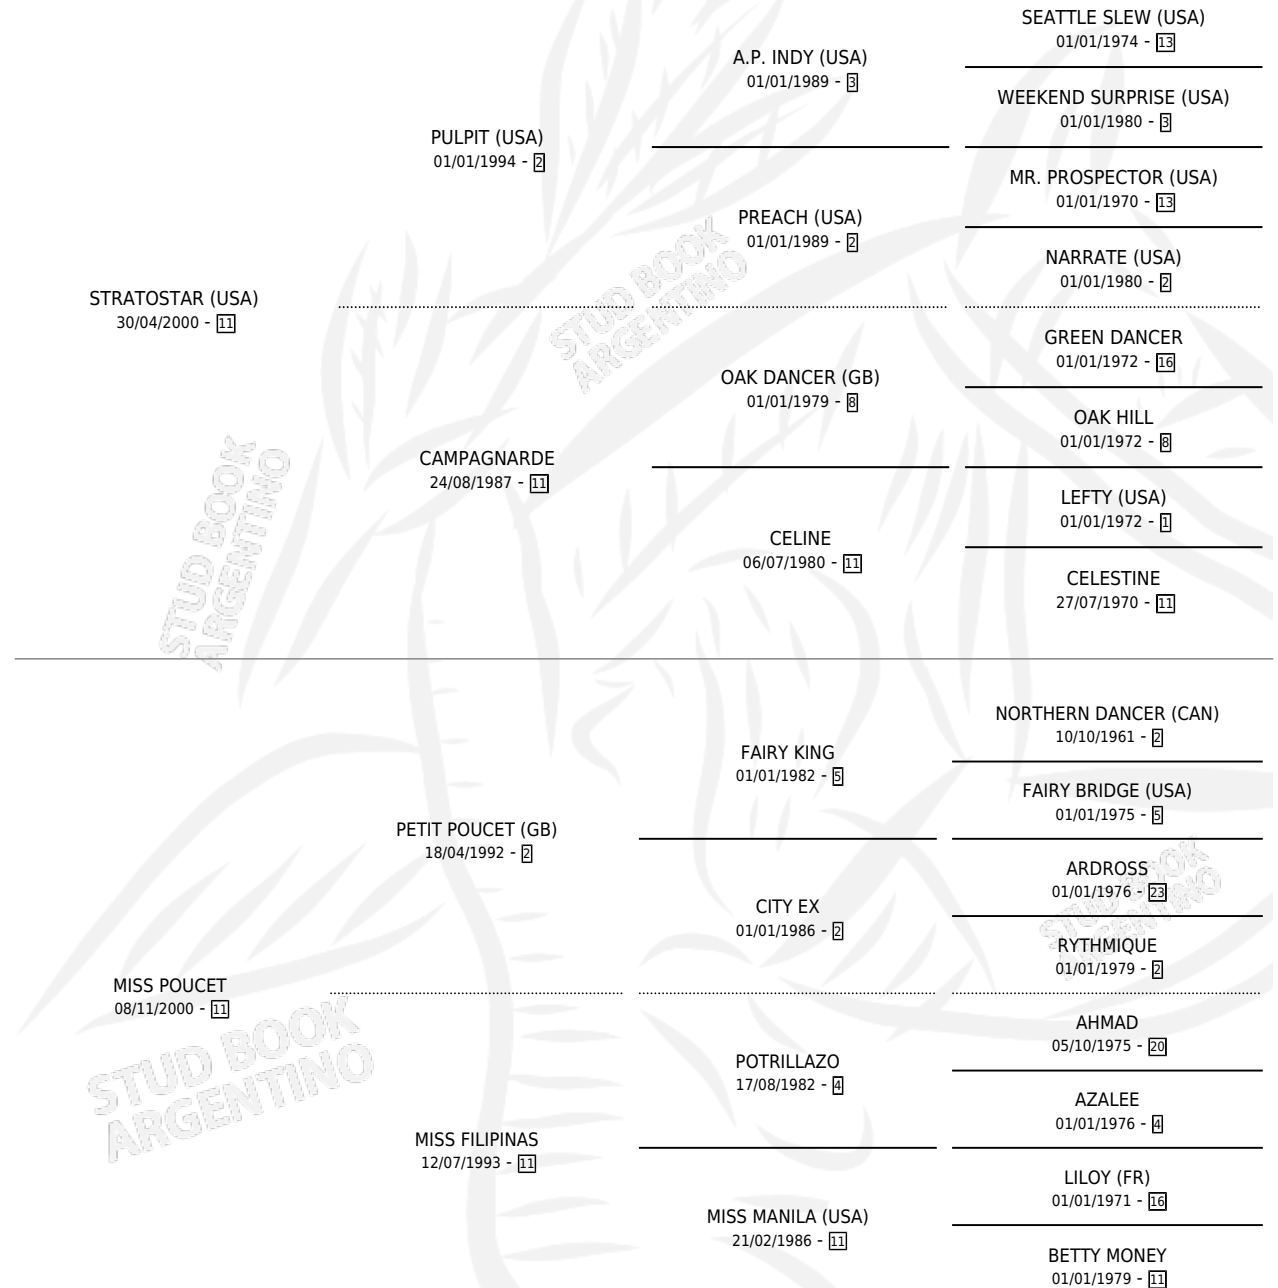 SEATTLE SLEW (USA)
01/01/1974 - 13
A.P. INDY (USA)
01/01/1989 - 3
WEEKEND SURPRISE (USA)
01/01/1980 - 3
PULPIT (USA)
01/01/1994 - 2
MR. PROSPECTOR (USA)
01/01/1970 - 13
PREACH (USA)
01/01/1989 - 2
NARRATE (USA)
01/01/1980 - 2
STRATOSTAR (USA)
30/04/2000 - 11
GREEN DANCER
01/01/1972 - 16
OAK DANCER (GB)
01/01/1979 - 8
OAK HILL
01/01/1972 - 8
CAMPAGNARDE
24/08/1987 - 11
LEFTY (USA)
01/01/1972 - 1
CELINE
06/07/1980 - 11
CELESTINE
27/07/1970 - 11
NORTHERN DANCER (CAN)
10/10/1961 - 2
FAIRY KING
01/01/1982 - 5
FAIRY BRIDGE (USA)
01/01/1975 - 5
PETIT POUCET (GB)
18/04/1992 - 2
ARDROSS
01/01/1976 - 23
CITY EX
01/01/1986 - 2
RYTHMIQUE
01/01/1979 - 2
MISS POUCET
08/11/2000 - 11
AHMAD
05/10/1975 - 20
POTRILLAZO
17/08/1982 - 4
AZALEE
01/01/1976 - 4
MISS FILIPINAS
12/07/1993 - 11
LILOY (FR)
01/01/1971 - 16
MISS MANILA (USA)
21/02/1986 - 11
BETTY MONEY
01/01/1979 - 11
STUD BOOK
ARGENTINO
STUD BOOK
ARGENTINO
STUD BOOK
ARGENTINO
STUD BOOK
ARGENTINO